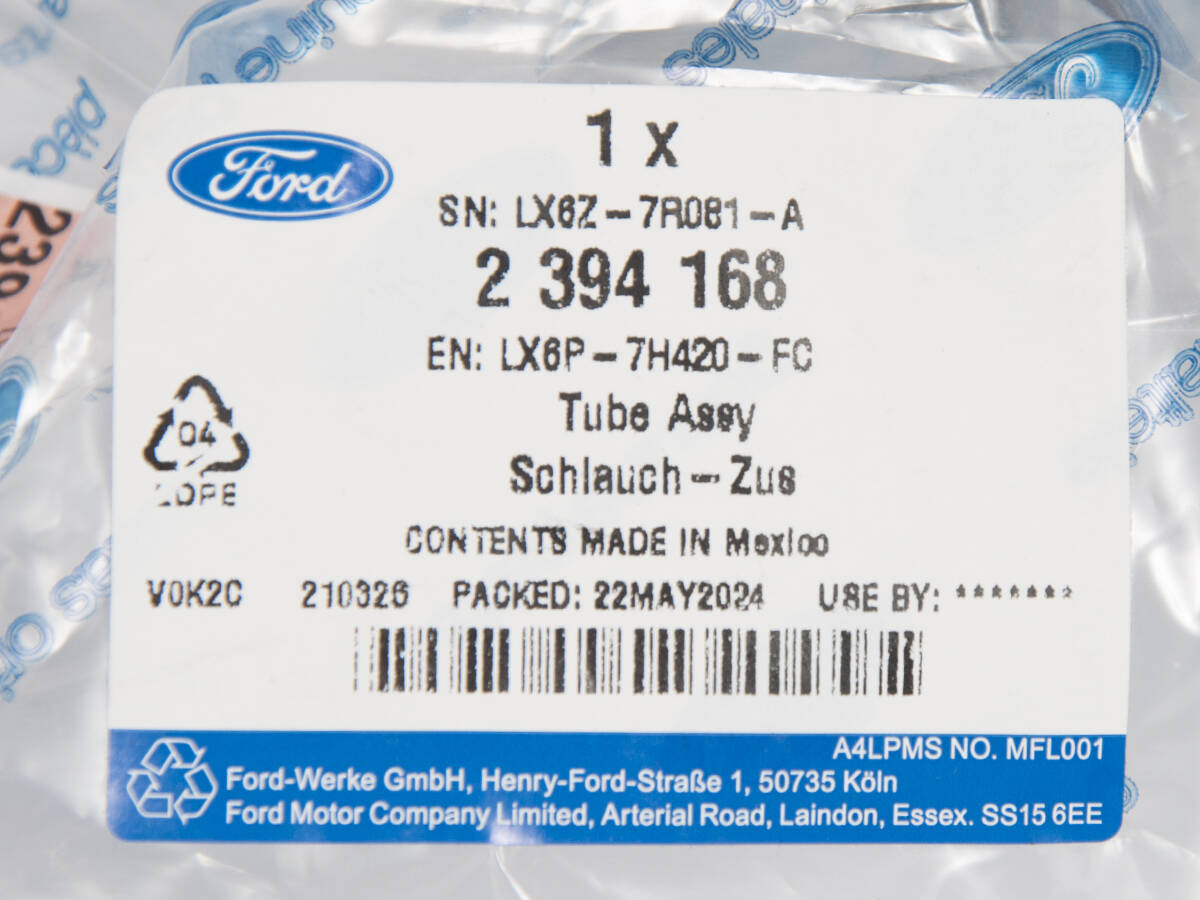 Ford
1 x
SN: LX6Z-7R081-A
2 394 168
EN: LX6P-7H420-FC
Tube Assy
Schlauch-Zus
04
LDPE
CONTENTS MADE IN Mexico
V0K2C 210326 PACKED: 22MAY2024 USE BY: *******
A4LPMS NO. MFL001
Ford-Werke GmbH, Henry-Ford-Straße 1, 50735 Köln
Ford Motor Company Limited, Arterial Road, Laindon, Essex. SS15 6EE